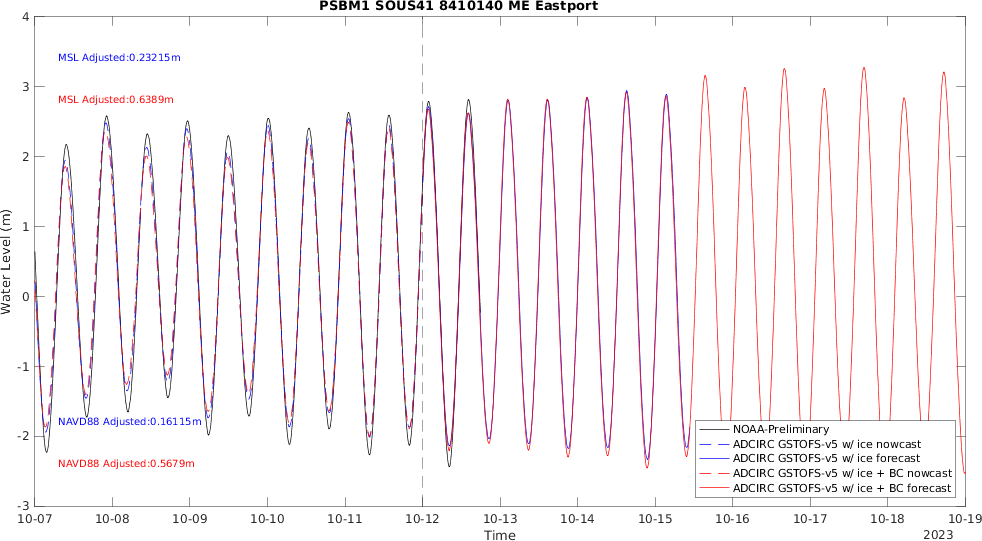 PSBM1 SOUS41 8410140 ME Eastport
4
3
2
1
0
-1
-2
-3
Water Level (m)
MSL Adjusted:0.23215m
MSL Adjusted:0.6389m
NAVD88 Adjusted:0.16115m
NAVD88 Adjusted:0.5679m
NOAA-Preliminary
ADCIRC GSTOFS-v5 w/ ice nowcast
ADCIRC GSTOFS-v5 w/ ice forecast
ADCIRC GSTOFS-v5 w/ ice + BC nowcast
ADCIRC GSTOFS-v5 w/ ice + BC forecast
10-07 10-08 10-09 10-10 10-11 10-12 10-13 10-14 10-15 10-16 10-17 10-18 10-19
Time
2023